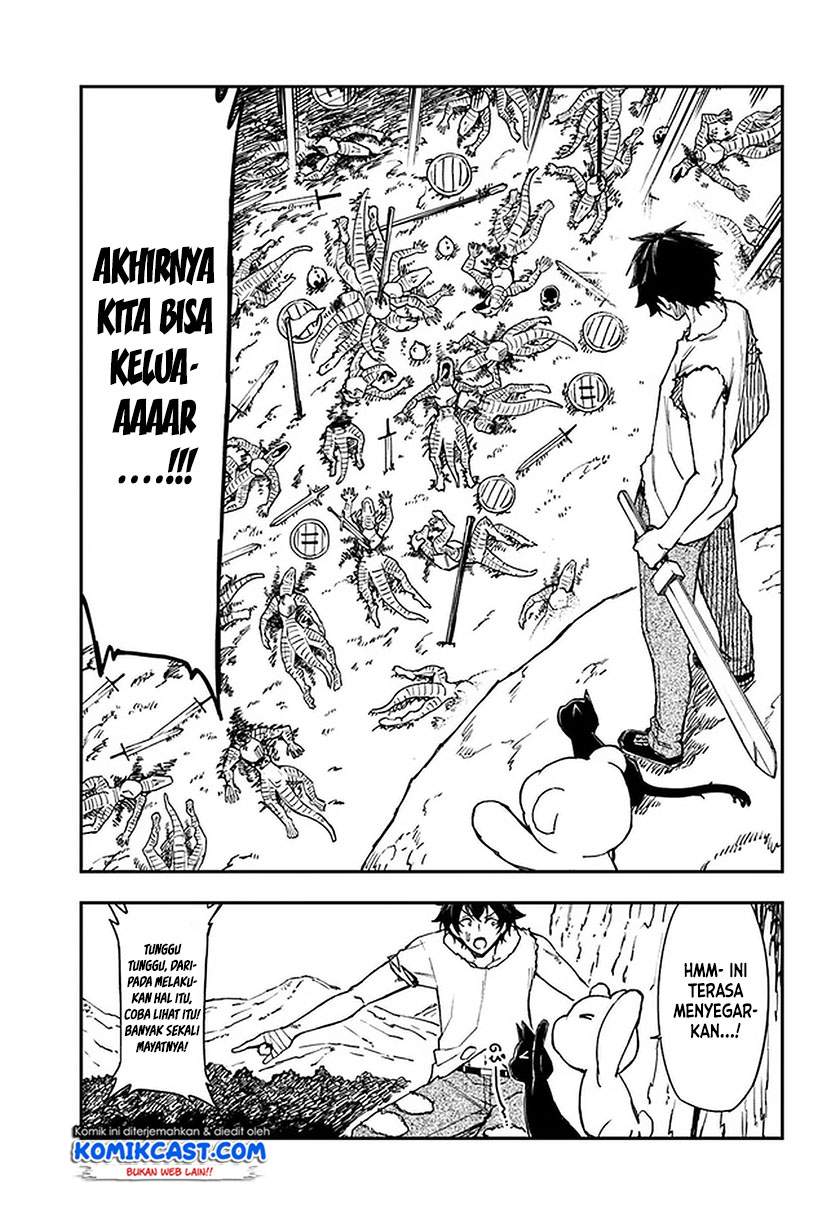 AKHIRNYA
KITA BISA
KELUA-
AAAAR
....!!!
HMM- INI
TERASA
MENYEGAR-
KAN...!
TUNGGU
TUNGGU, DARI-
PADA MELAKU-
KAN HAL ITU,
COBA LIHAT ITU!
BANYAK SEKALI
MAYATNYA!
Komik ini diterjemahkan & diedit oleh
KOMIKCAST.COM
BUKAN WEB LAIN!!